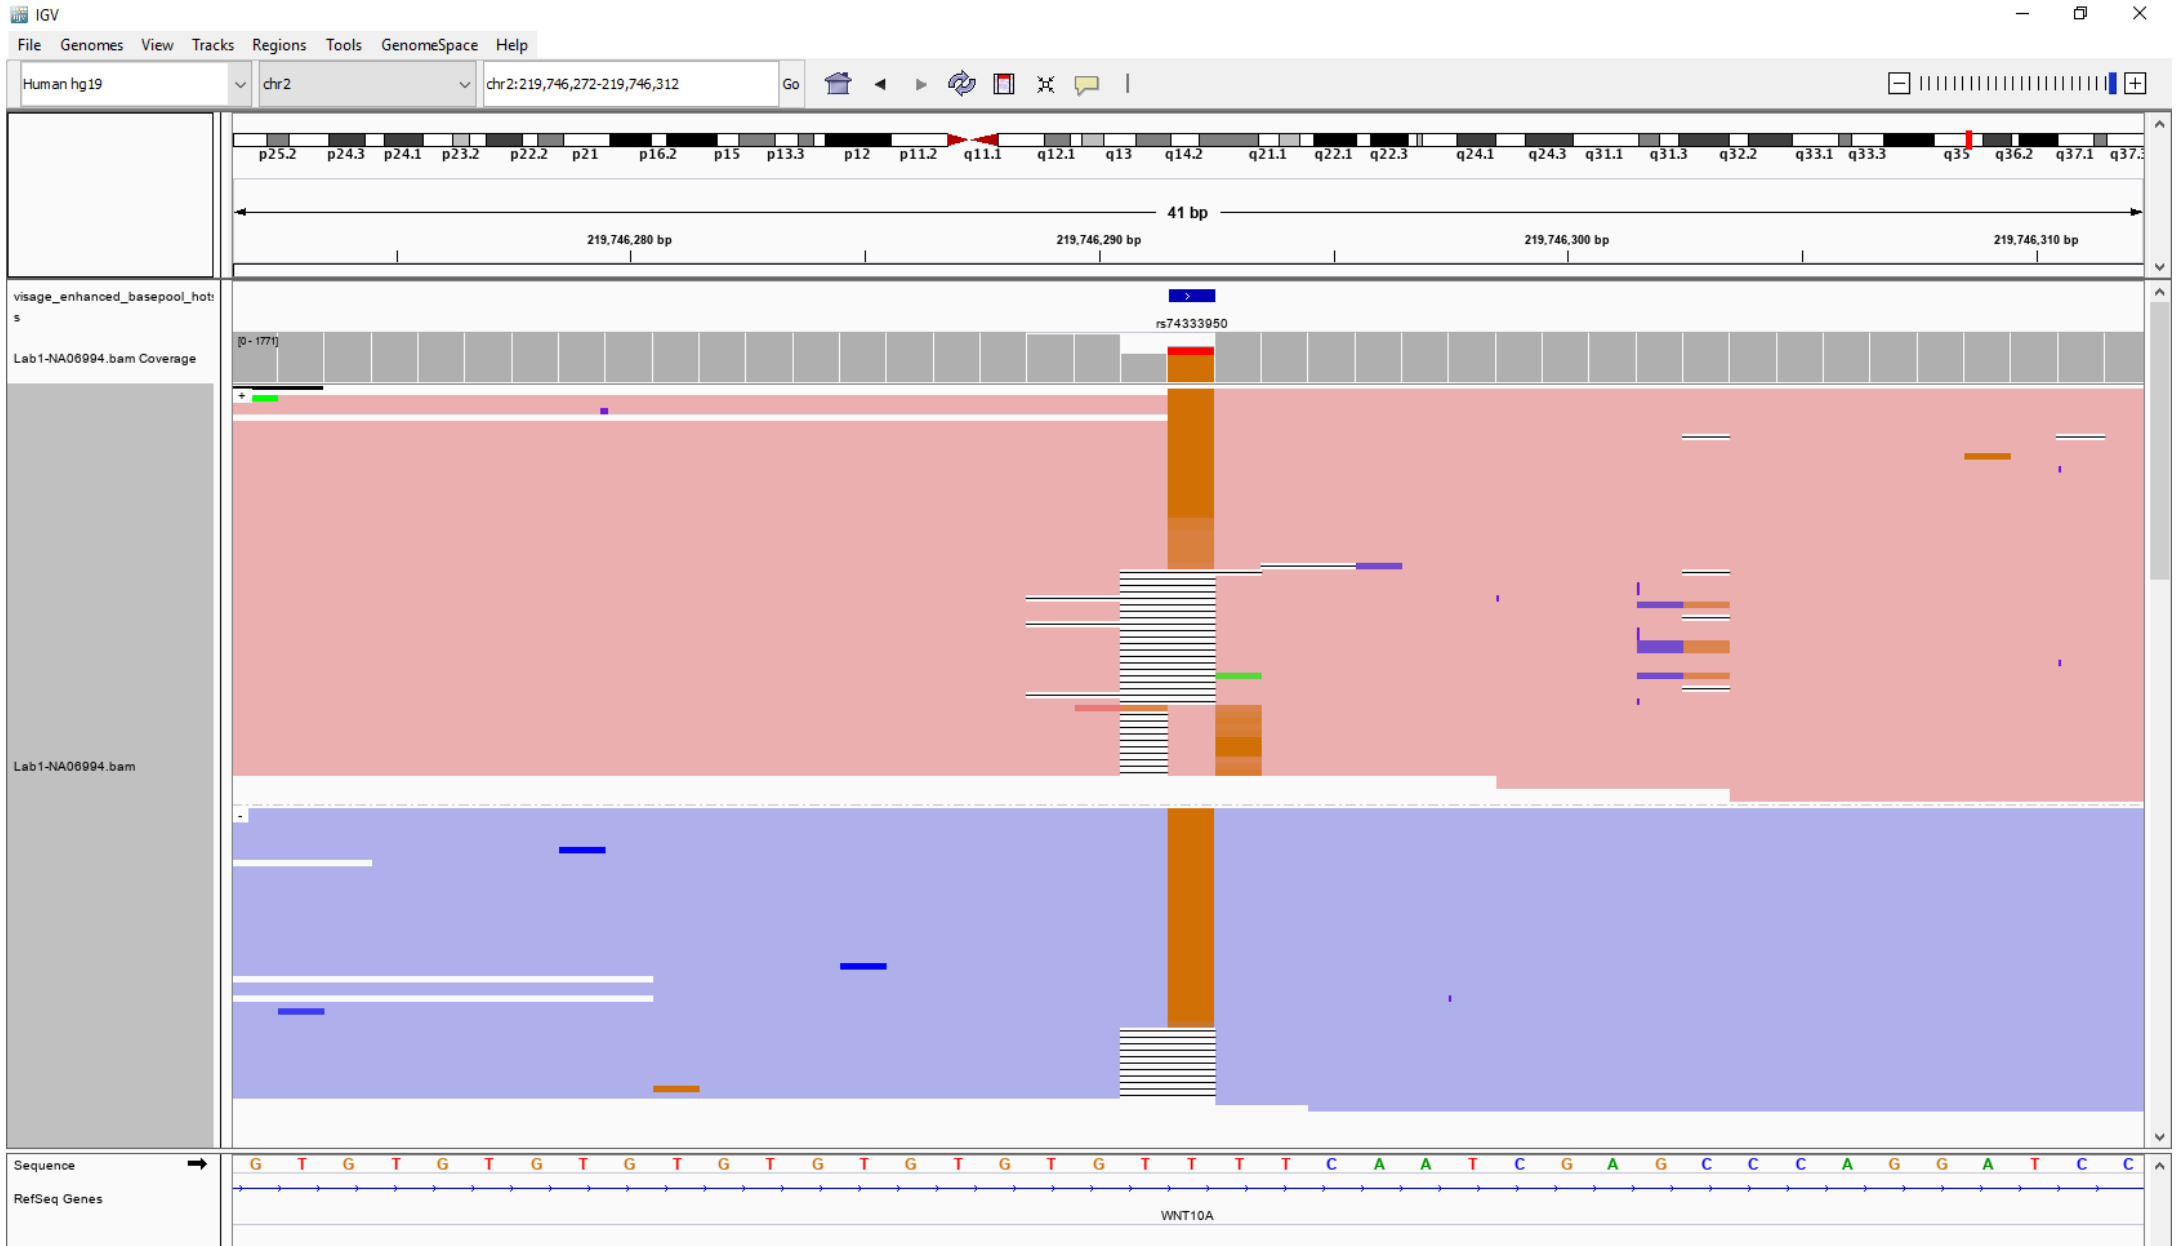 IGV
File Genomes View Tracks Regions Tools GenomeSpace Help
Human hg19 chr2 chr2:219,746,272-219,746,312 Go
p25.2 p24.3 p24.1 p23.2 p22.2 p21 p16.2 p15 p13.3 p12 p11.2 q11.1 q12.1 q13 q14.2 q21.1 q22.1 q22.3 q24.1 q24.3 q31.1 q31.3 q32.2 q33.1 q33.3 q35 q36.2 q37.1 q37.3
41 bp
219,746,280 bp 219,746,290 bp 219,746,300 bp 219,746,310 bp
visage_enhanced_basepool_hot
s
rs74333950
[0 - 1771]
Lab1-NA06994.bam Coverage
+
Lab1-NA06994.bam
-
Sequence G T G T G T G T G T G T G T G T G T G T T T T C A A T C G A G C C C A G G A T C C
RefSeq Genes
WNT10A